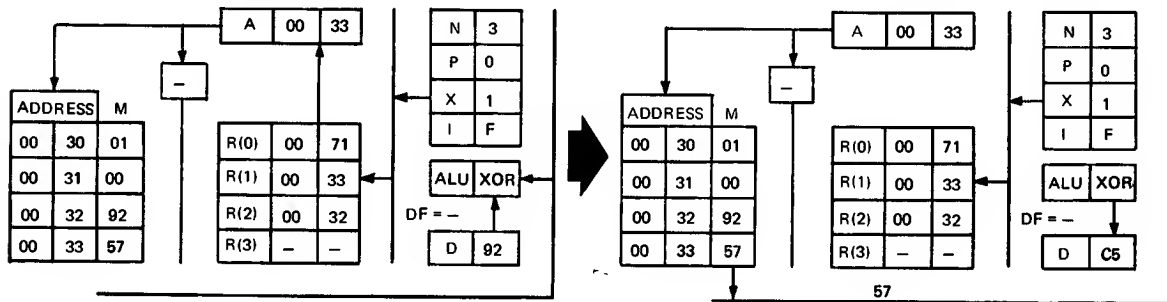 A 00 33
–
ADDRESS M
00 30 01
00 31 00
00 32 92
00 33 57
R(0) 00 71
R(1) 00 33
R(2) 00 32
R(3) – –
N 3
P 0
X 1
I F
ALU XOR
DF = –
D 92
A 00 33
–
ADDRESS M
00 30 01
00 31 00
00 32 92
00 33 57
R(0) 00 71
R(1) 00 33
R(2) 00 32
R(3) – –
N 3
P 0
X 1
I F
ALU XOR
DF = –
D C5
57